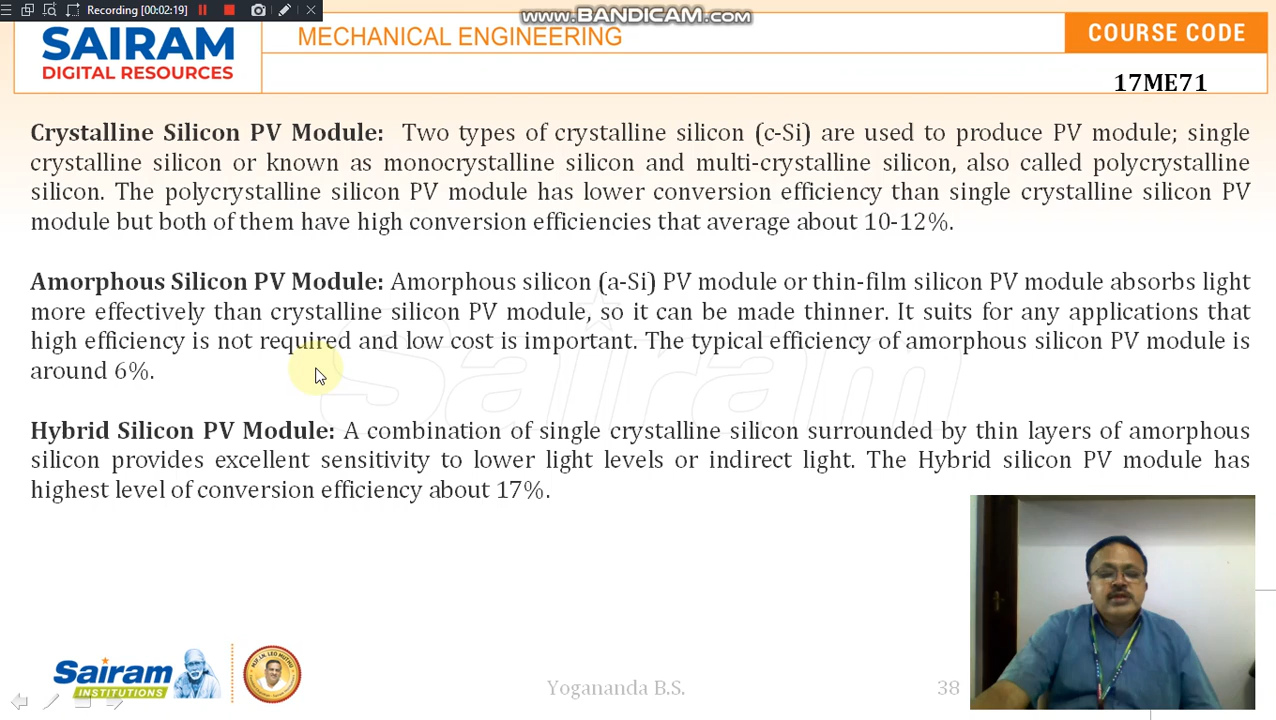 Recording [00:02:19]
www.BANDICAM.com
SAIRAM
DIGITAL RESOURCES
MECHANICAL ENGINEERING
COURSE CODE
17ME71
Crystalline Silicon PV Module: Two types of crystalline silicon (c-Si) are used to produce PV module; single
crystalline silicon or known as monocrystalline silicon and multi-crystalline silicon, also called polycrystalline
silicon. The polycrystalline silicon PV module has lower conversion efficiency than single crystalline silicon PV
module but both of them have high conversion efficiencies that average about 10-12%.
Amorphous Silicon PV Module: Amorphous silicon (a-Si) PV module or thin-film silicon PV module absorbs light
more effectively than crystalline silicon PV module, so it can be made thinner. It suits for any applications that
high efficiency is not required and low cost is important. The typical efficiency of amorphous silicon PV module is
around 6%.
Sairam
Hybrid Silicon PV Module: A combination of single crystalline silicon surrounded by thin layers of amorphous
silicon provides excellent sensitivity to lower light levels or indirect light. The Hybrid silicon PV module has
highest level of conversion efficiency about 17%.
Sairam
INSTITUTIONS
Yogananda B.S.
38